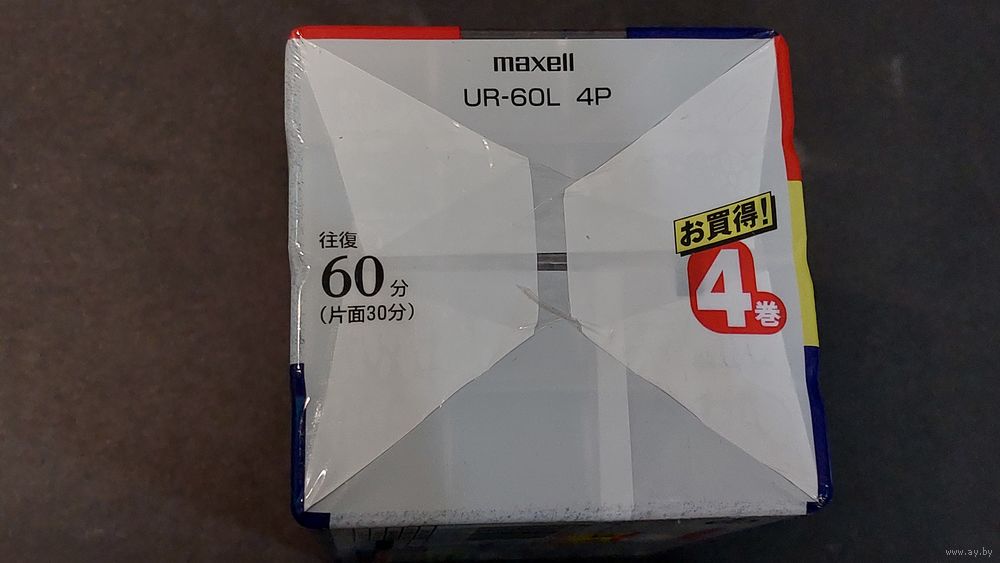 maxell
UR-60L 4P
お買得!
4巻
往復
60分
(片面30分)
www.ay.by